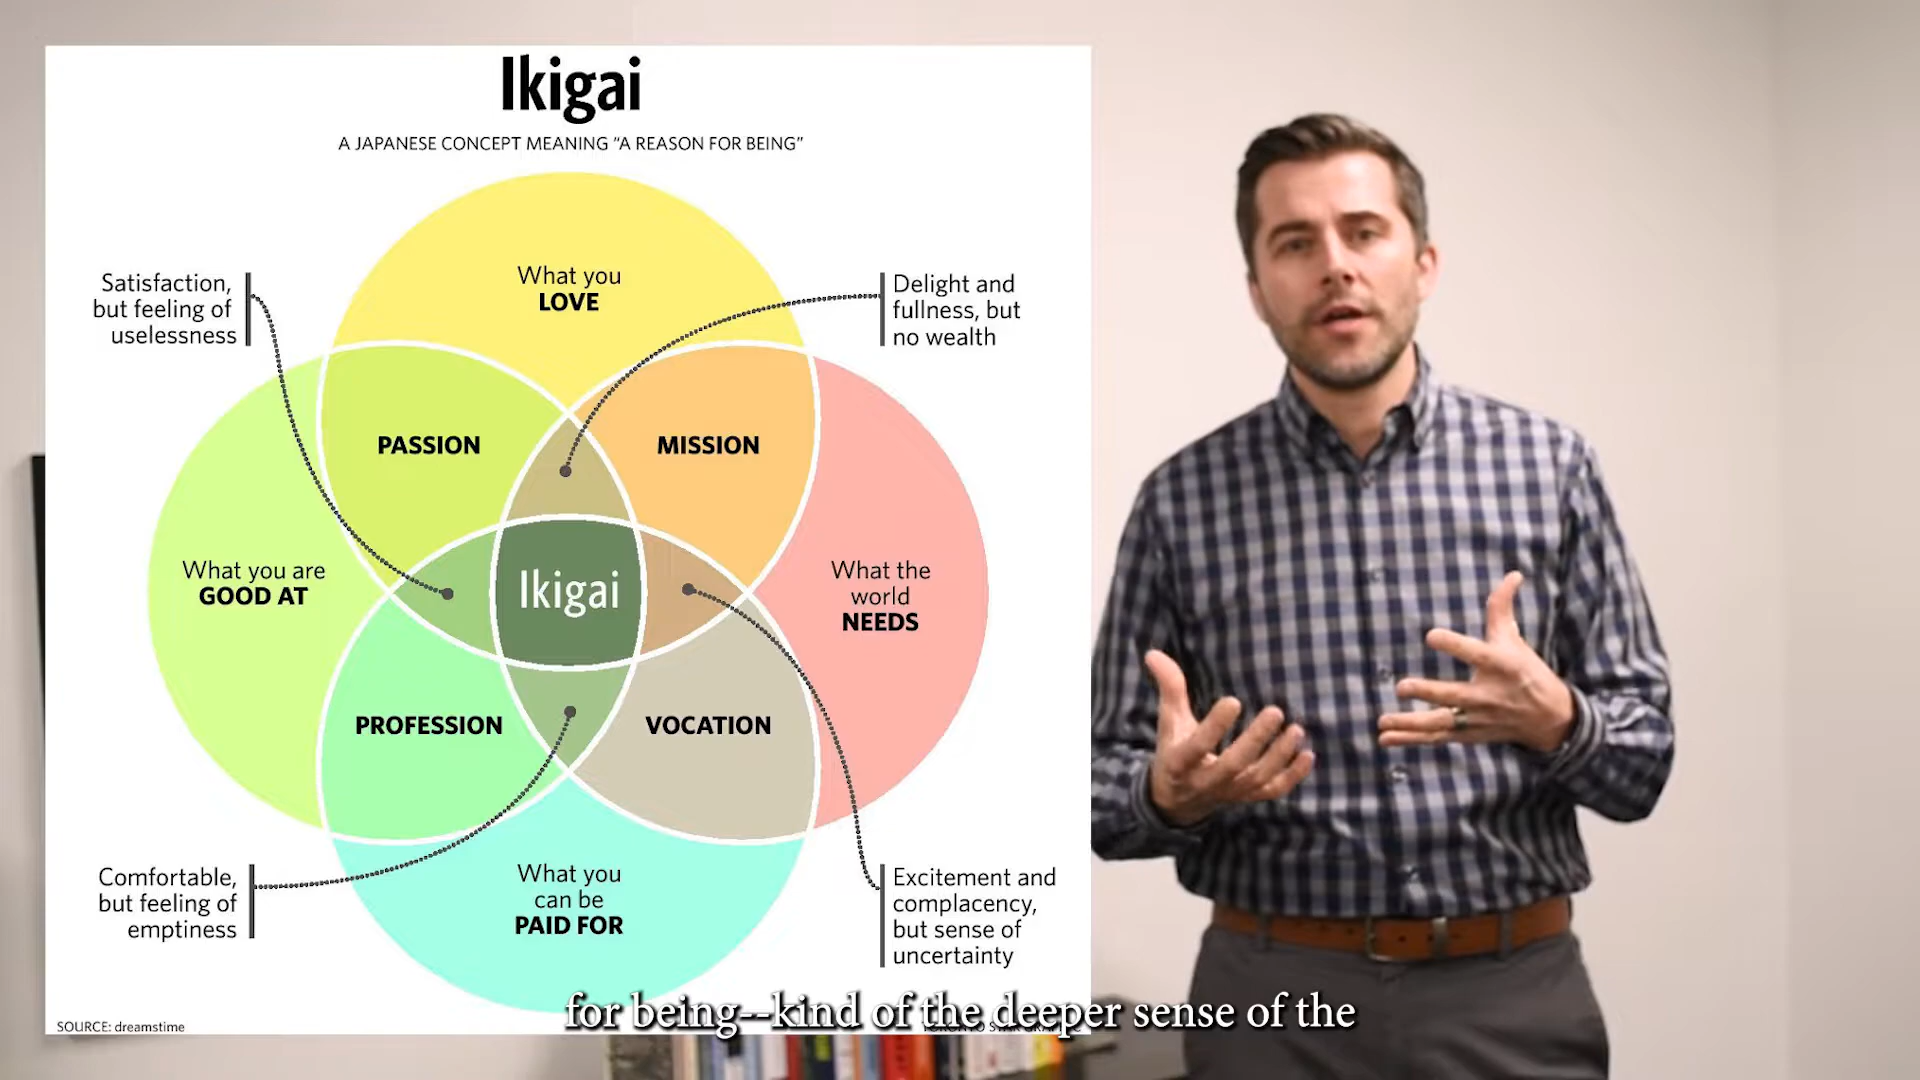 Ikigai
A JAPANESE CONCEPT MEANING “A REASON FOR BEING”
What you
LOVE
Satisfaction,
but feeling of
uselessness
Delight and
fullness, but
no wealth
PASSION
MISSION
What you are
GOOD AT
Ikigai
What the
world
NEEDS
PROFESSION
VOCATION
What you
can be
PAID FOR
Comfortable,
but feeling of
emptiness
Excitement and
complacency,
but sense of
uncertainty
for being--kind of the deeper sense of the
SOURCE: dreamstime